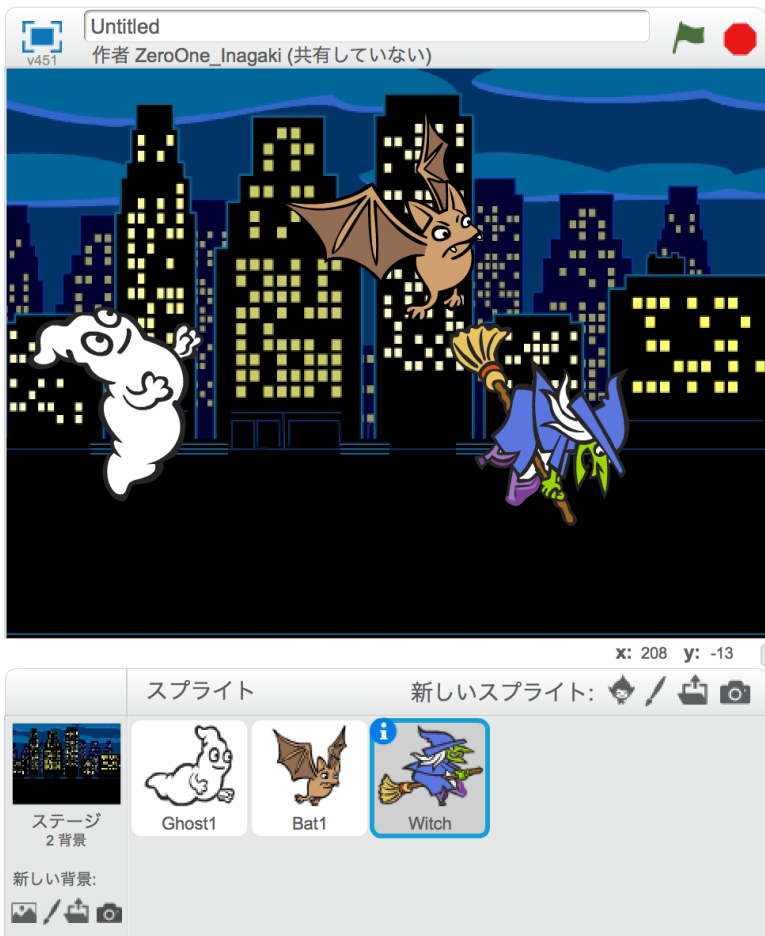 Untitled
v451
作者 ZeroOne_Inagaki (共有していない)
x: 208 y: -13
スプライト
新しいスプライト:
ステージ
2 背景
新しい背景:
Ghost1
Bat1
Witch